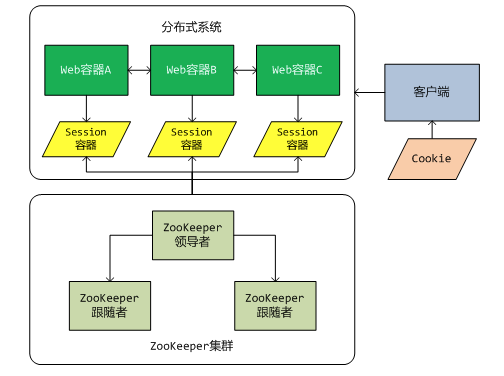 分布式系统
Web容器A
Web容器B
Web容器C
客户端
Session
容器
Session
容器
Session
容器
Cookie
ZooKeeper
领导者
ZooKeeper
跟随者
ZooKeeper
跟随者
ZooKeeper集群